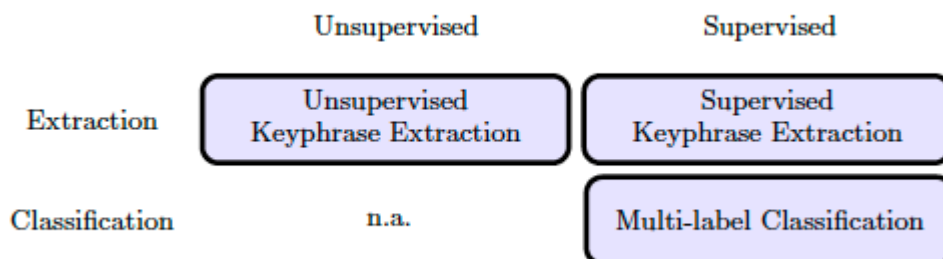 Unsupervised Supervised
Extraction
Unsupervised
Keyphrase Extraction
Supervised
Keyphrase Extraction
Classification n.a. Multi-label Classification